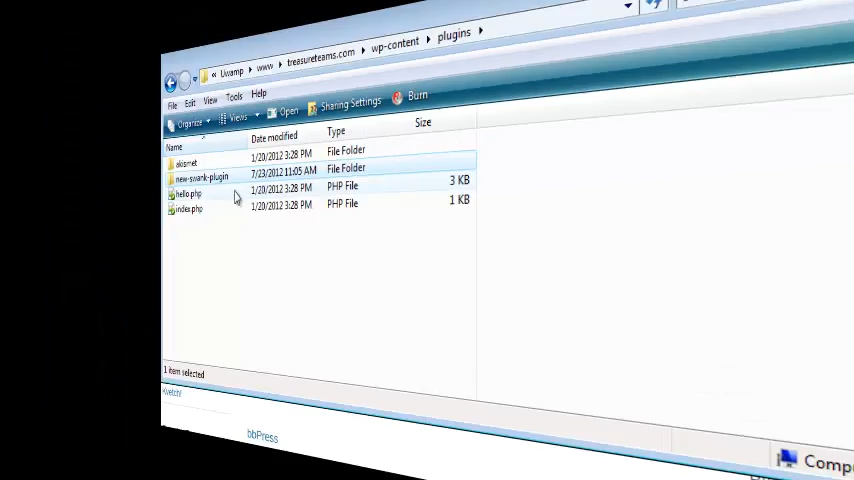 « Uwamp ▸ www ▸ treasureteams.com ▸ wp-content ▸ plugins ▸
File Edit View Tools Help
Organize Views Open Sharing Settings Burn
Name Date modified Type Size
akismet 1/20/2012 3:28 PM File Folder
new-swank-plugin 7/23/2012 11:05 AM File Folder
hello.php 1/20/2012 3:28 PM PHP File 3 KB
index.php 1/20/2012 3:28 PM PHP File 1 KB
1 item selected
Kvetch!
bbPress